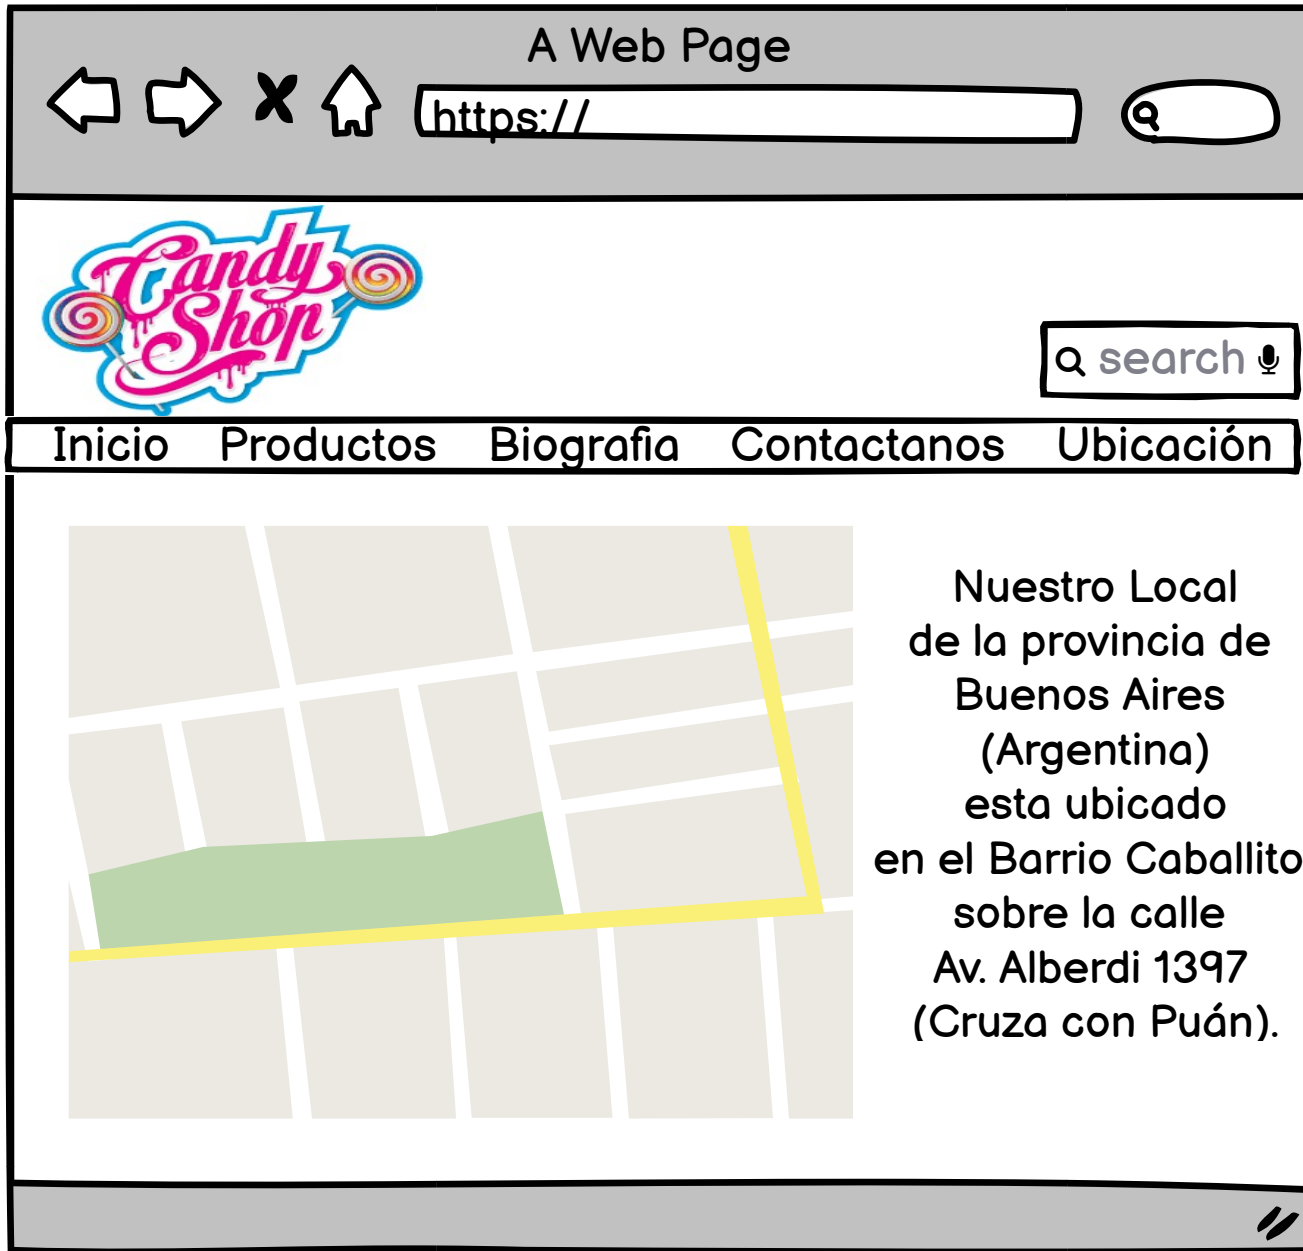 A Web Page
https://
Candy
Shop
search
Inicio Productos Biografia Contactanos Ubicación
Nuestro Local
de la provincia de
Buenos Aires
(Argentina)
esta ubicado
en el Barrio Caballito
sobre la calle
Av. Alberdi 1397
(Cruza con Puán).